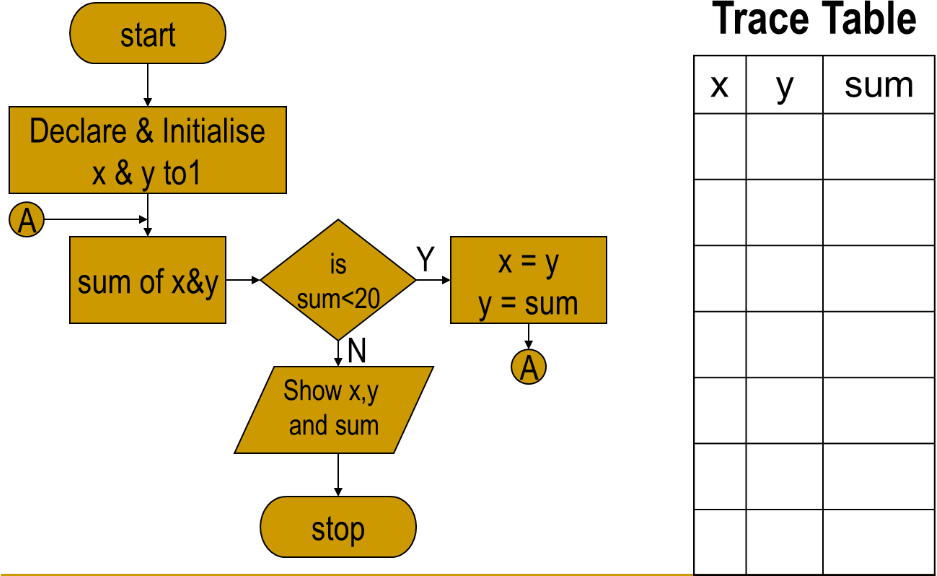 start
Declare & Initialise
x & y to1
A
sum of x&y
is
sum<20
Y
x = y
y = sum
A
N
Show x,y
and sum
stop
Trace Table
x y sum